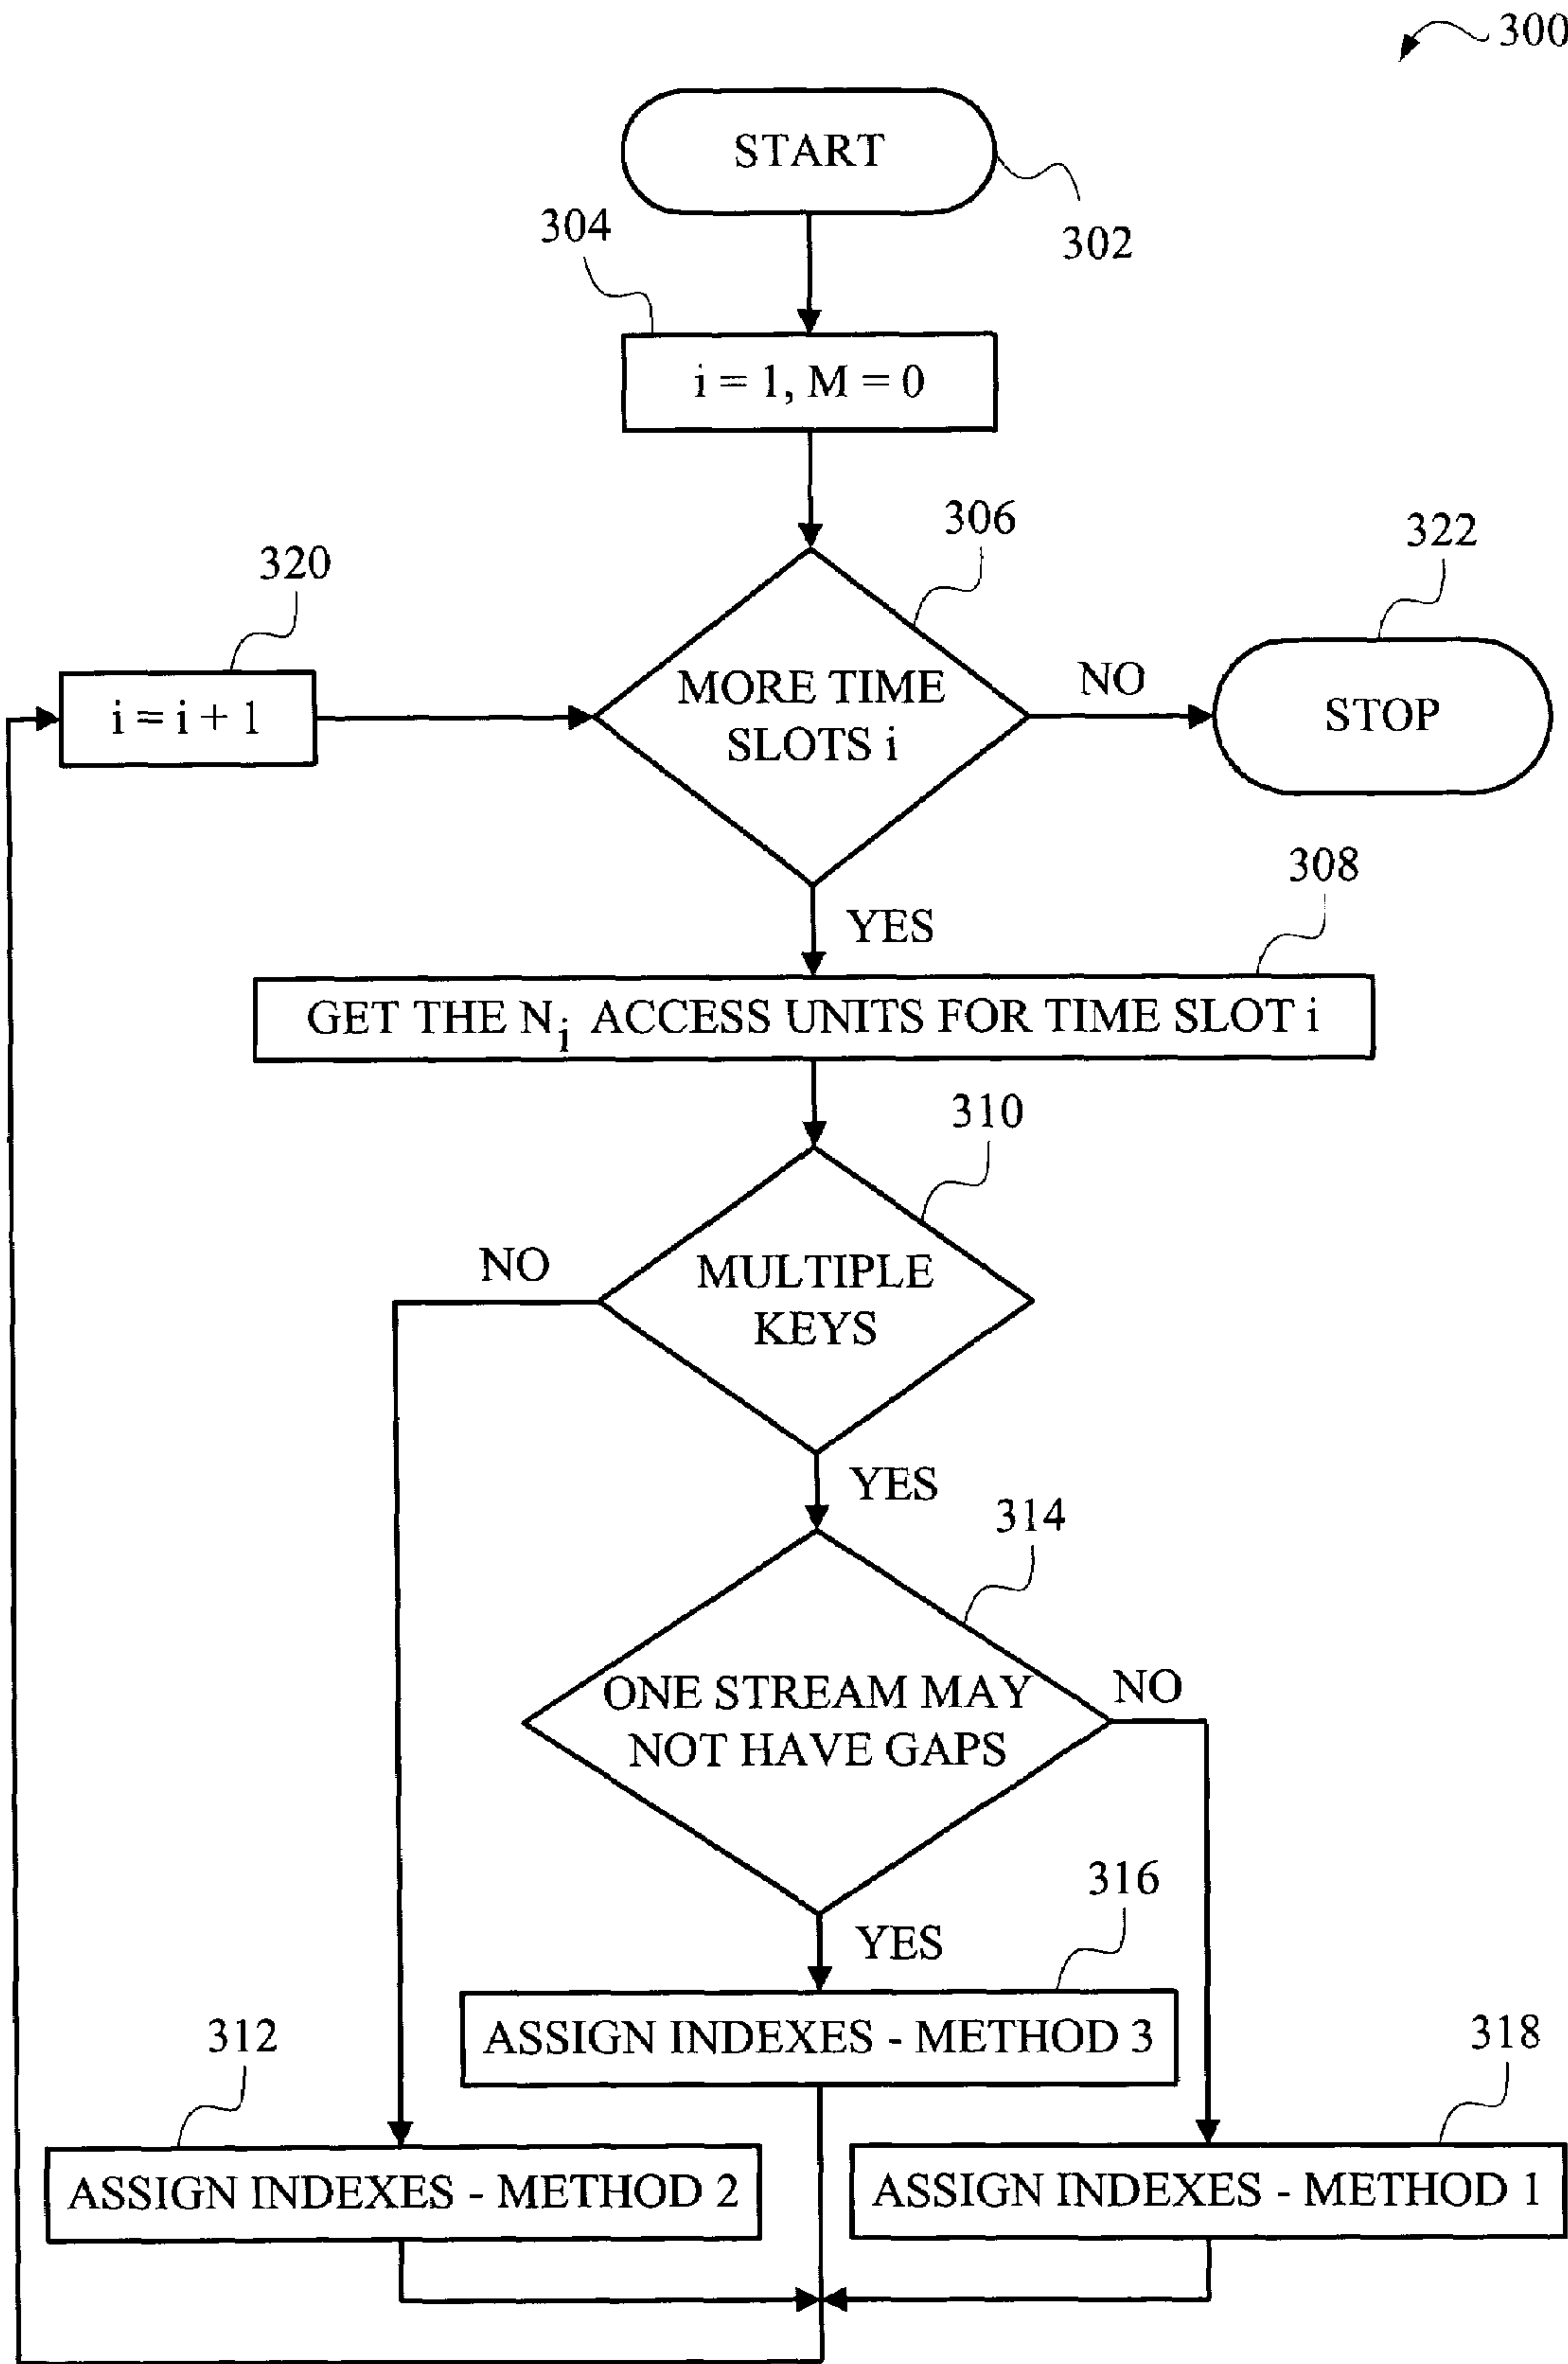 300
START
302
304
i = 1, M = 0
306
322
320
i = i + 1
MORE TIME
SLOTS i
NO
STOP
308
YES
GET THE Ni ACCESS UNITS FOR TIME SLOT i
310
NO
MULTIPLE
KEYS
YES
314
ONE STREAM MAY
NOT HAVE GAPS
NO
316
YES
ASSIGN INDEXES - METHOD 3
312
318
ASSIGN INDEXES - METHOD 2
ASSIGN INDEXES - METHOD 1